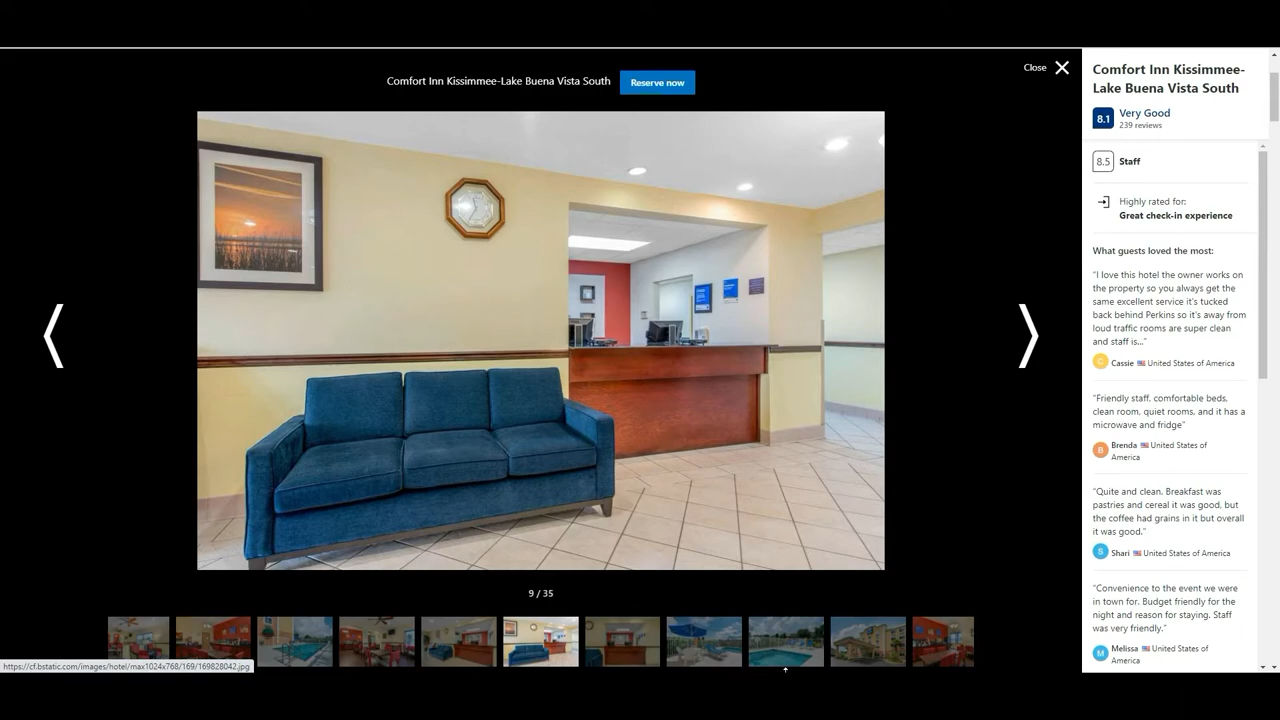 Close
Comfort Inn Kissimmee-Lake Buena Vista South
Reserve now
9 / 35
https://cf.bstatic.com/images/hotel/max1024x768/169/169828042.jpg
Comfort Inn Kissimmee-
Lake Buena Vista South
8.1
Very Good
239 reviews
8.5 Staff
Highly rated for:
Great check-in experience
What guests loved the most:
“I love this hotel the owner works on
the property so you always get the
same excellent service it’s tucked
back behind Perkins so it’s away from
loud traffic rooms are super clean
and staff is...”
C Cassie United States of America
“Friendly staff, comfortable beds,
clean room, quiet rooms, and it has a
microwave and fridge”
B Brenda United States of
America
“Quite and clean. Breakfast was
pastries and cereal it was good, but
the coffee had grains in it but overall
it was good.”
S Shari United States of America
“Convenience to the event we were
in town for. Budget friendly for the
night and reason for staying. Staff
was very friendly.”
M Melissa United States of
America